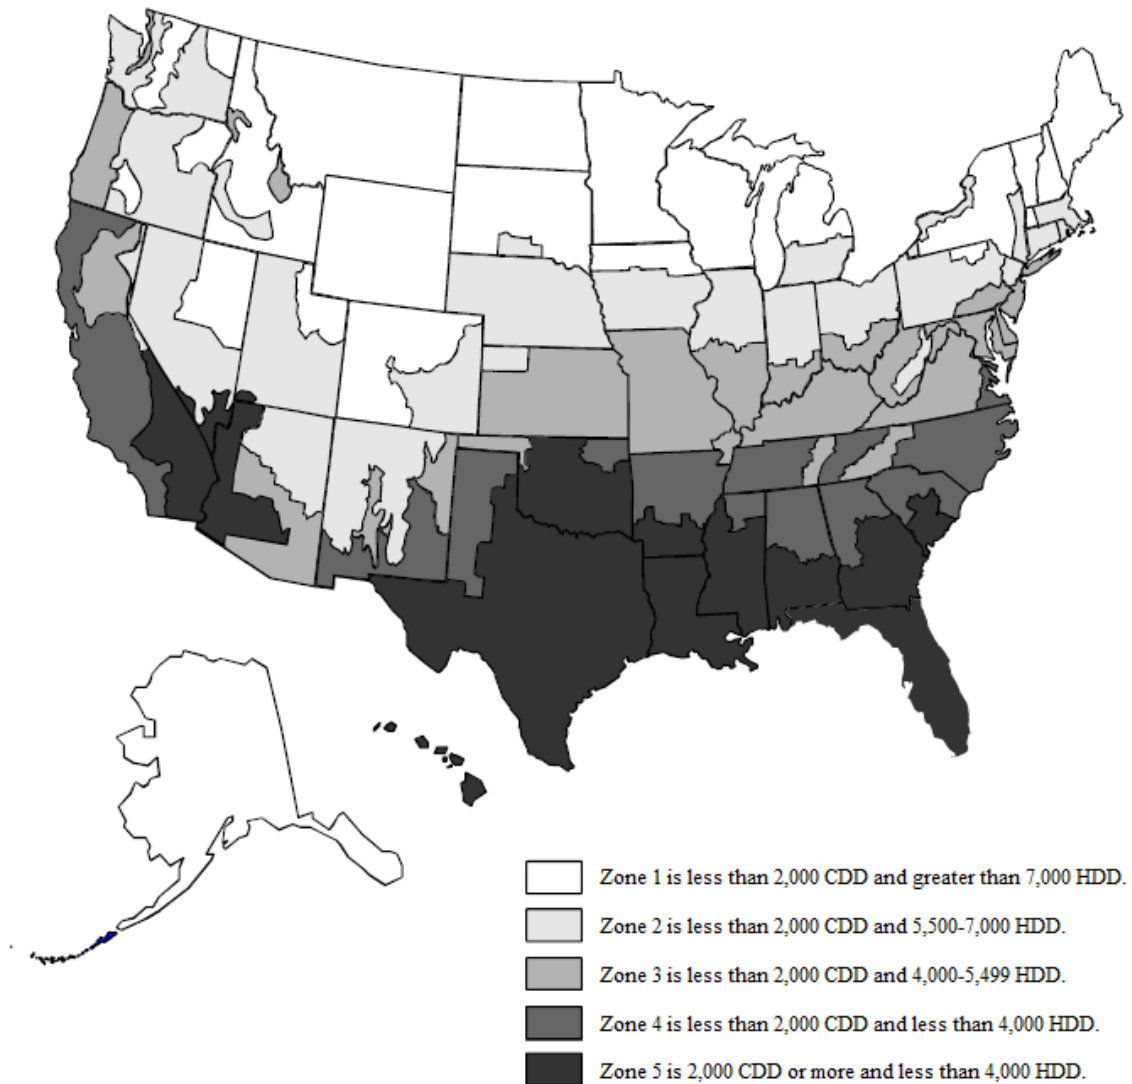 Zone 1 is less than 2,000 CDD and greater than 7,000 HDD.
Zone 2 is less than 2,000 CDD and 5,500-7,000 HDD.
Zone 3 is less than 2,000 CDD and 4,000-5,499 HDD.
Zone 4 is less than 2,000 CDD and less than 4,000 HDD.
Zone 5 is 2,000 CDD or more and less than 4,000 HDD.